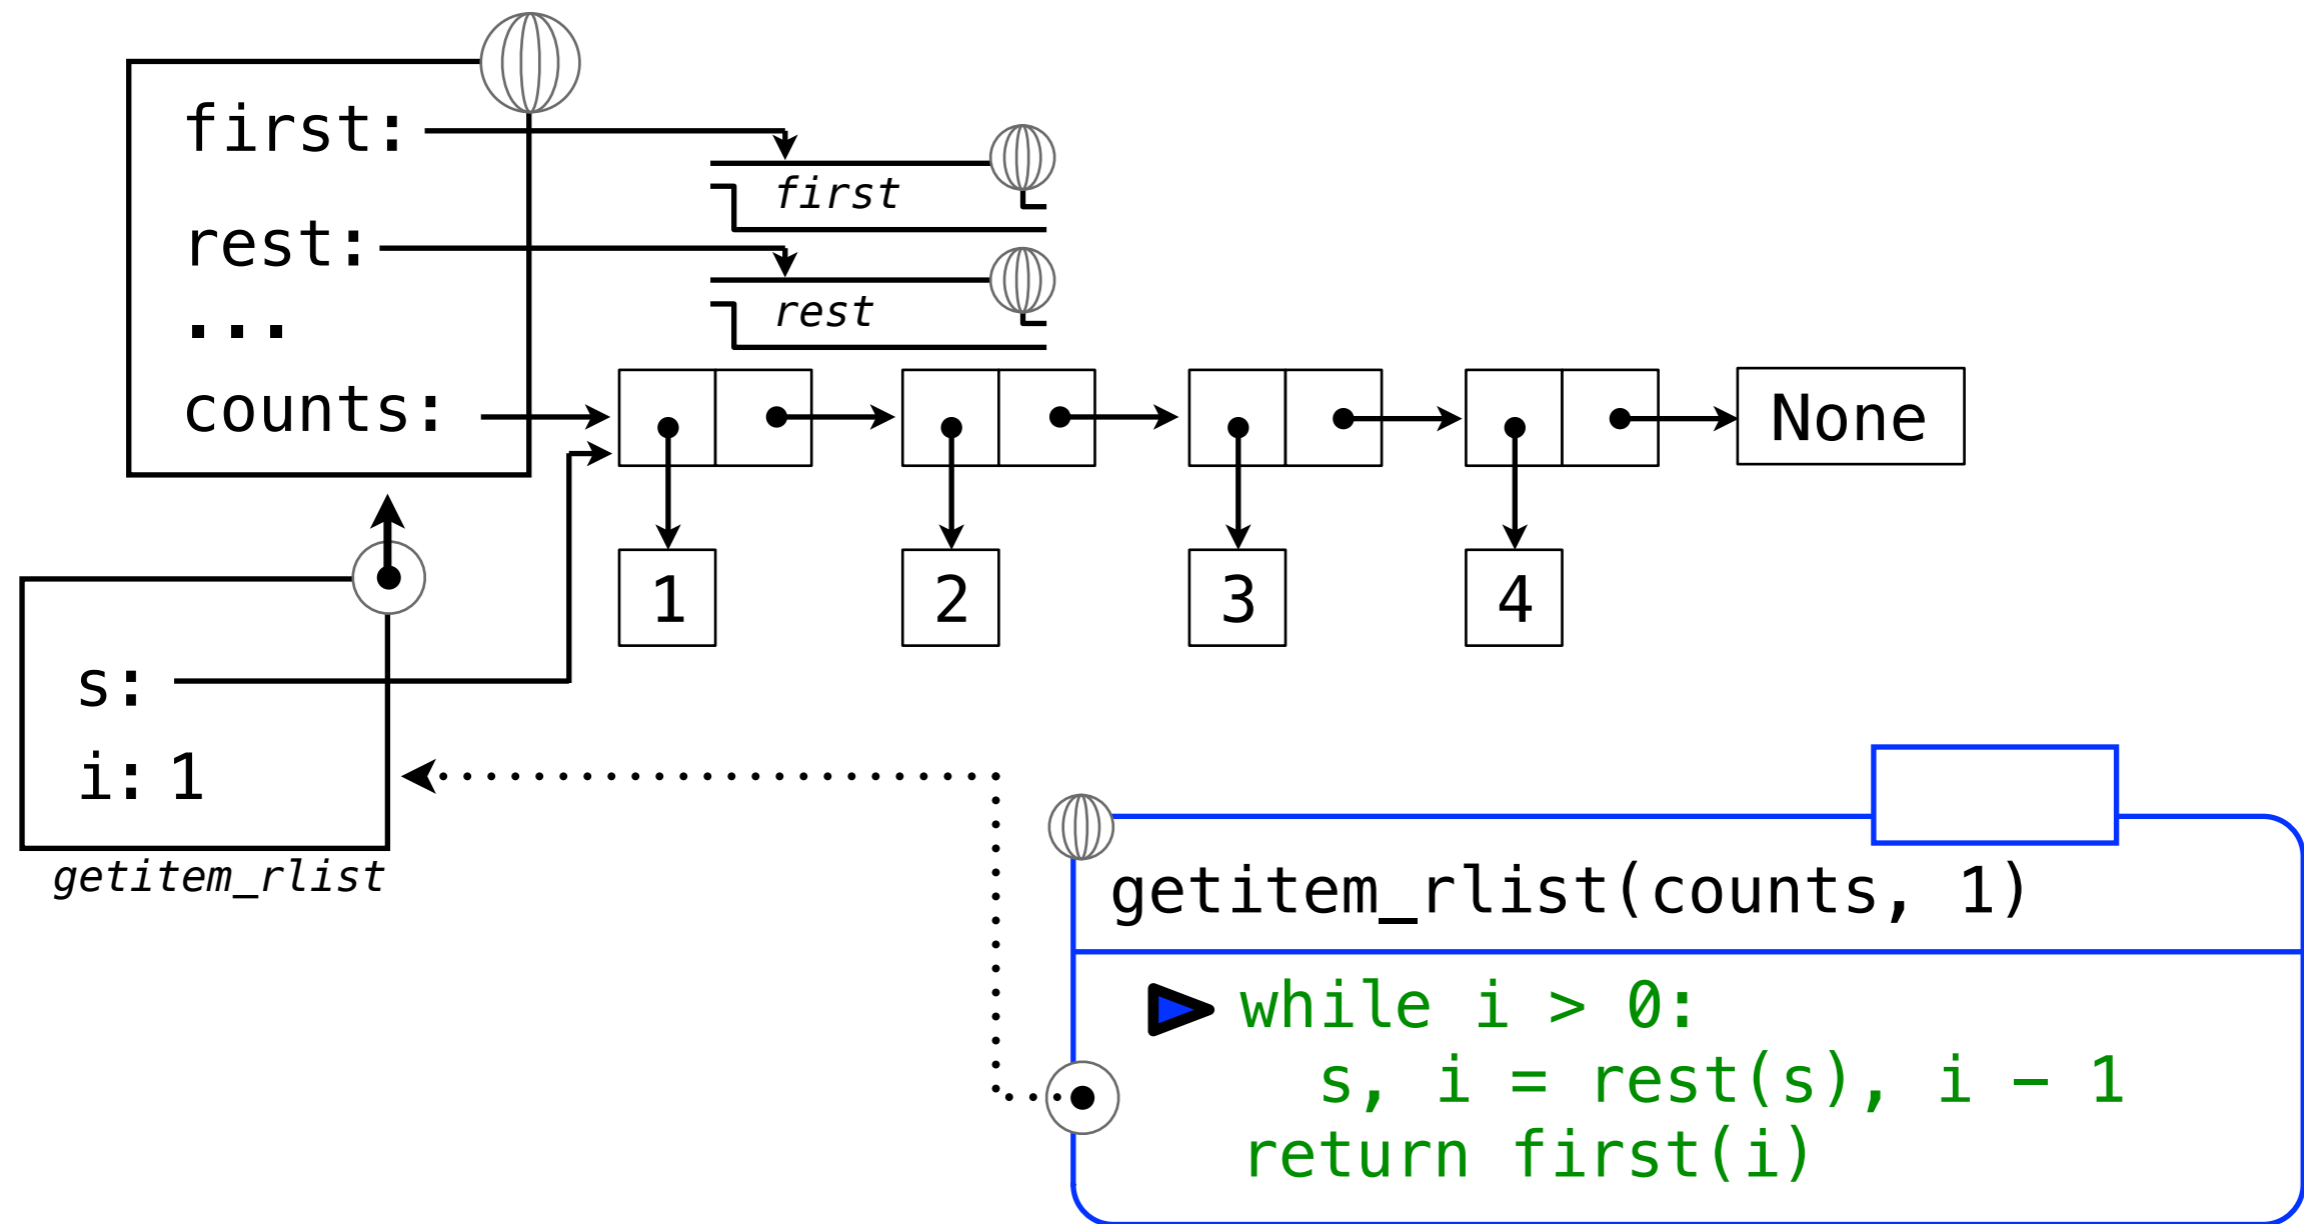 first:
first
rest:
rest
...
counts:
None
1
2
3
4
s:
i: 1
getitem_rlist
getitem_rlist(counts, 1)
while i > 0:
s, i = rest(s), i - 1
return first(i)